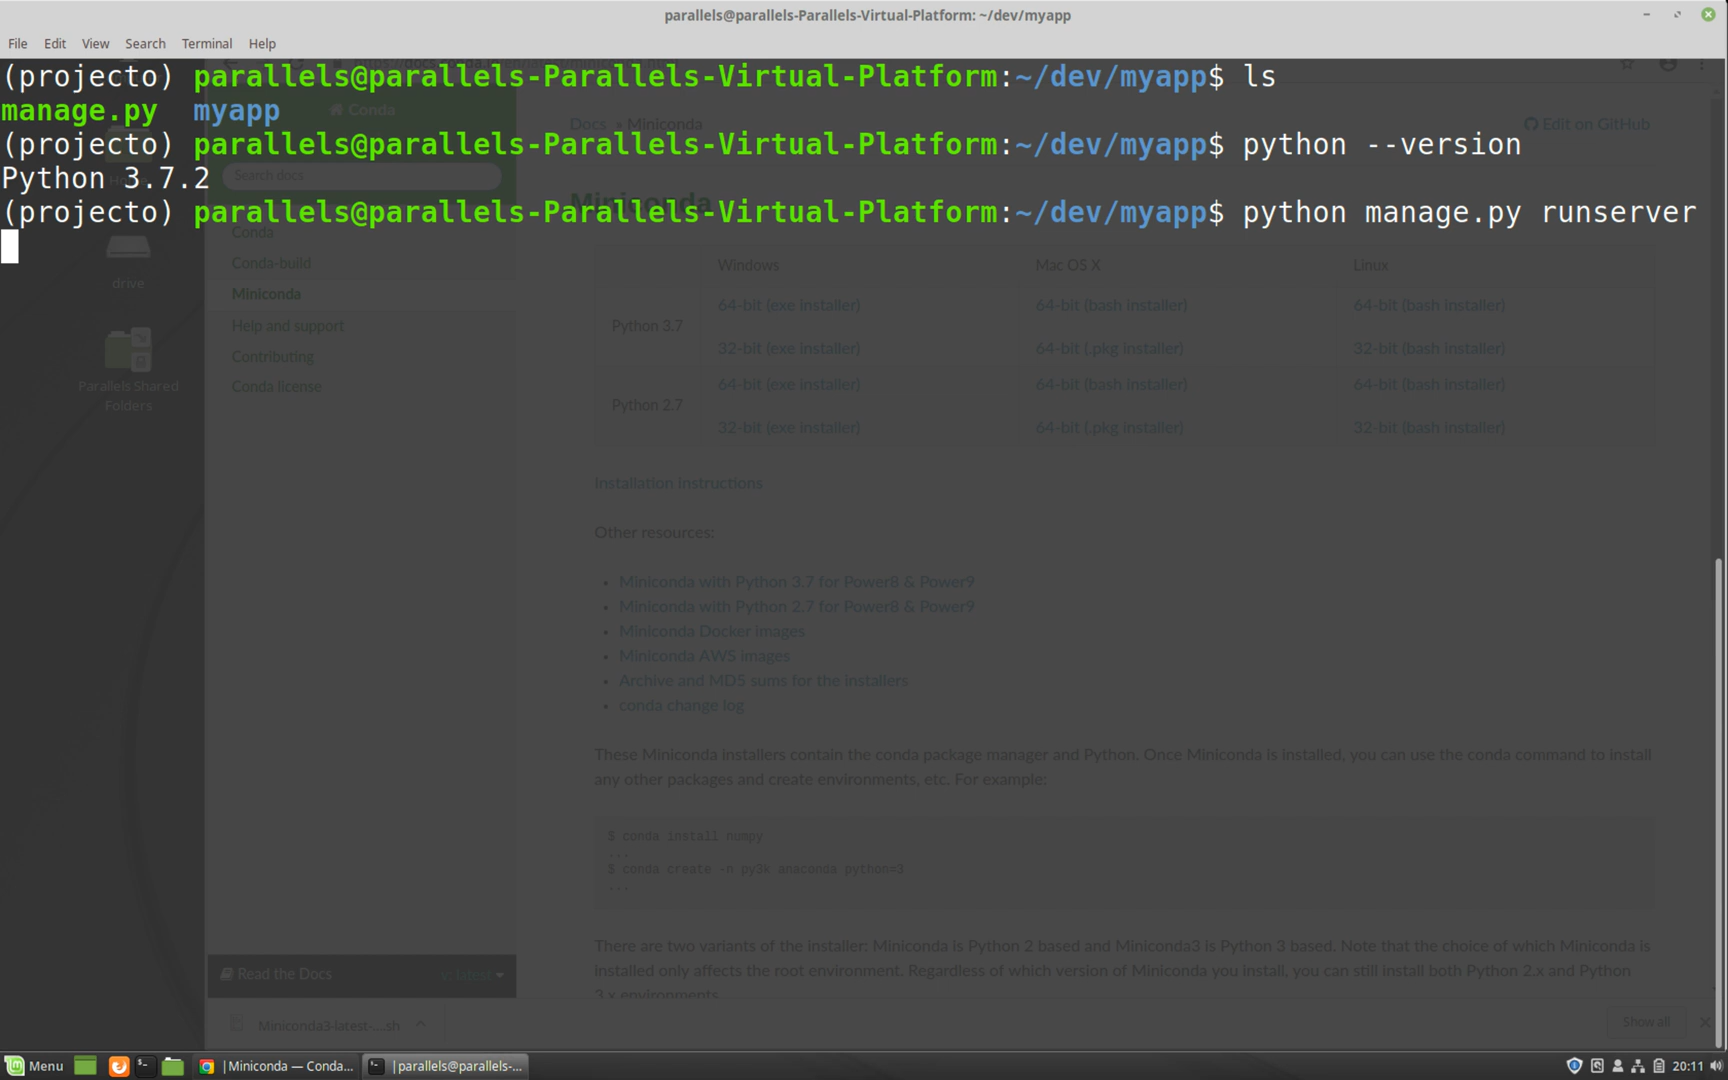 parallels@parallels-Parallels-Virtual-Platform: ~/dev/myapp
File Edit View Search Terminal Help
(projecto) parallels@parallels-Parallels-Virtual-Platform:~/dev/myapp$ ls
manage.py myapp
(projecto) parallels@parallels-Parallels-Virtual-Platform:~/dev/myapp$ python --version
Python 3.7.2
(projecto) parallels@parallels-Parallels-Virtual-Platform:~/dev/myapp$ python manage.py runserver
Conda
Docs » Miniconda
Edit on GitHub
Search docs
Miniconda
Conda
Conda-build
Miniconda
Help and support
Contributing
Conda license
drive
Parallels Shared
Folders
Windows Mac OS X Linux
Python 3.7
64-bit (exe installer) 64-bit (bash installer) 64-bit (bash installer)
32-bit (exe installer) 64-bit (.pkg installer) 32-bit (bash installer)
Python 2.7
64-bit (exe installer) 64-bit (bash installer) 64-bit (bash installer)
32-bit (exe installer) 64-bit (.pkg installer) 32-bit (bash installer)
Installation instructions
Other resources:
Miniconda with Python 3.7 for Power8 & Power9
Miniconda with Python 2.7 for Power8 & Power9
Miniconda Docker images
Miniconda AWS images
Archive and MD5 sums for the installers
conda change log
These Miniconda installers contain the conda package manager and Python. Once Miniconda is installed, you can use the conda command to install
any other packages and create environments, etc. For example:
$ conda install numpy
...
$ conda create -n py3k anaconda python=3
...
There are two variants of the installer: Miniconda is Python 2 based and Miniconda3 is Python 3 based. Note that the choice of which Miniconda is
installed only affects the root environment. Regardless of which version of Miniconda you install, you can still install both Python 2.x and Python
3.x environments.
Read the Docs
v: latest
Miniconda3-latest-....sh
Show all
Menu
|Miniconda — Conda...
|parallels@parallels-...
20:11